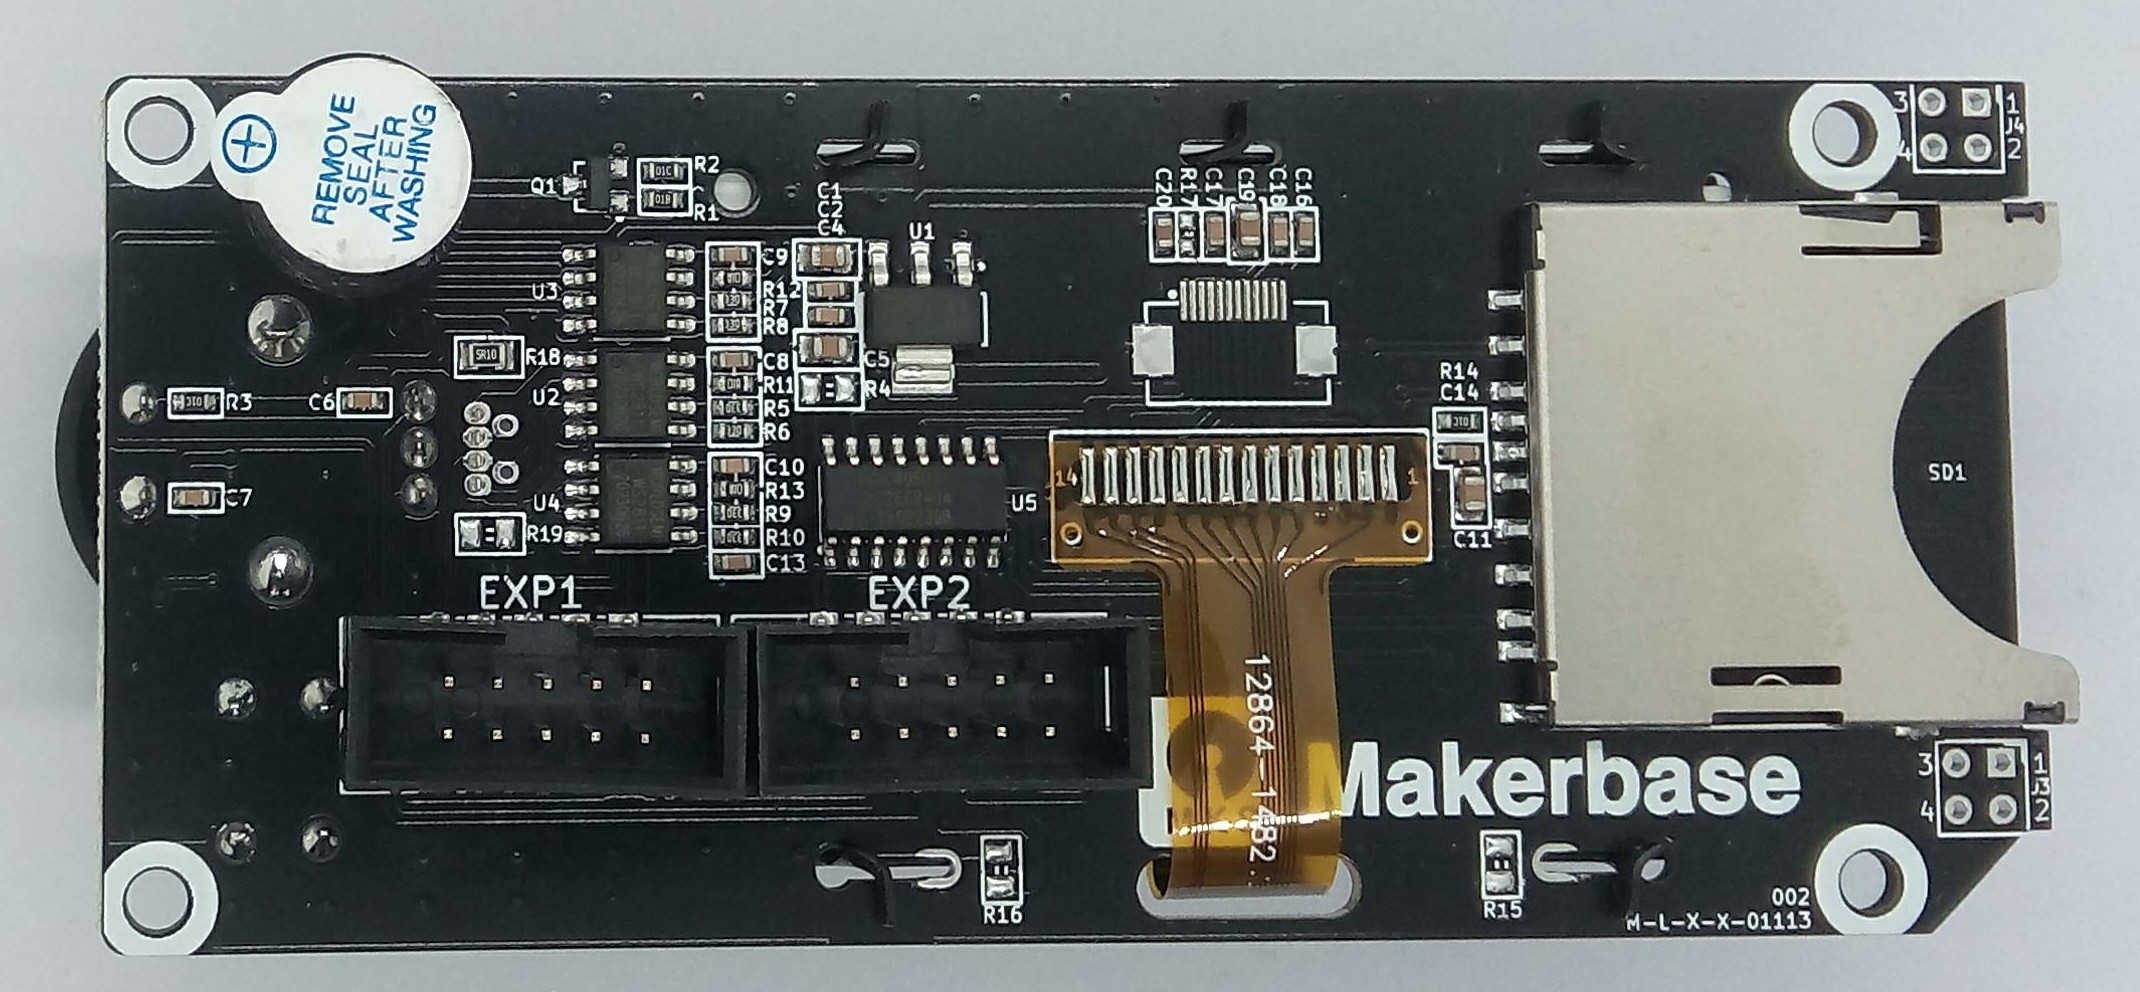 REMOVE
SEAL
AFTER
WASHING
3 1
J4
4 2
Q1
R2
R1
C1
C2
C4
U1
C20
R17
C17
C19
C18
C16
U3
C9
R12
R7
R8
SR10
R18
U2
C8
R11
R5
R6
C5
R4
R3
C6
C7
R14
C14
SD1
U4
C10
R13
R9
R10
C13
R19
U5
14 1
C11
EXP1
EXP2
12864-1482
Makerbase
3 1
J3
4 2
R16
R15
002
M-L-X-X-01113